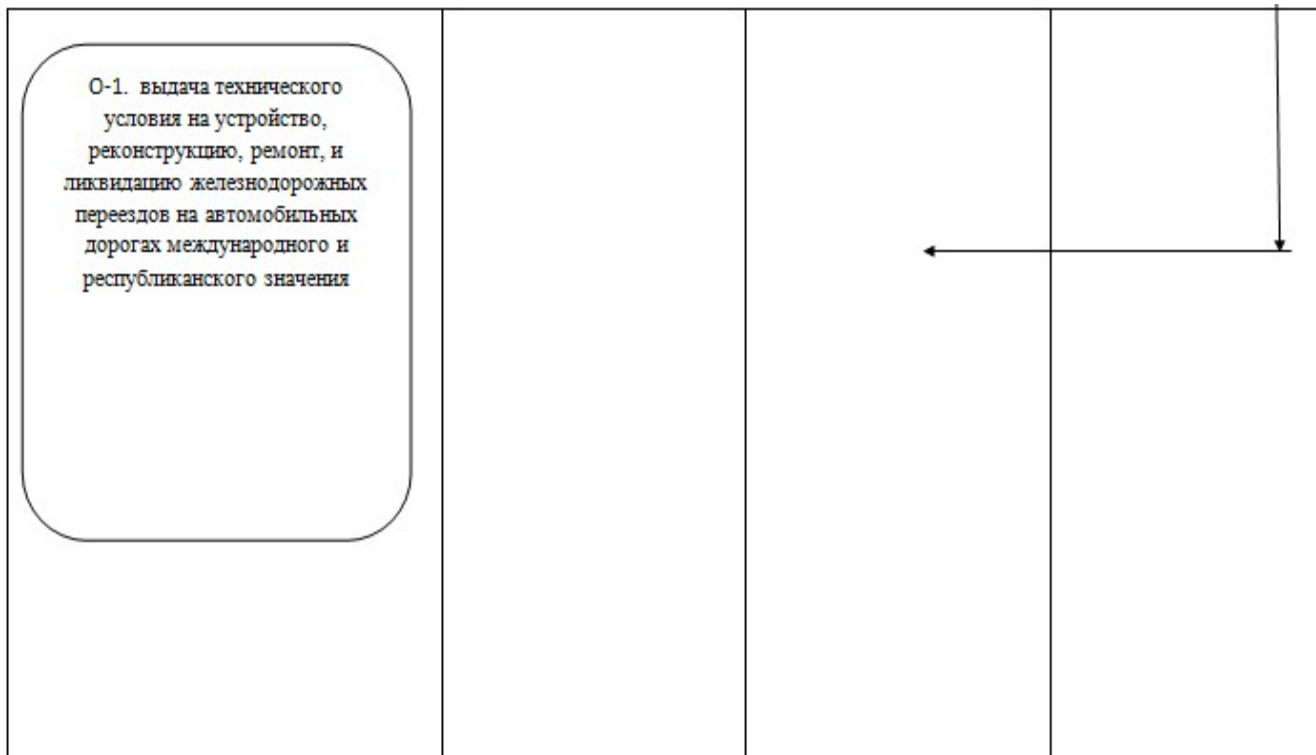 О-1. выдача технического
условия на устройство,
реконструкцию, ремонт, и
ликвидацию железнодорожных
переездов на автомобильных
дорогах международного и
республиканского значения